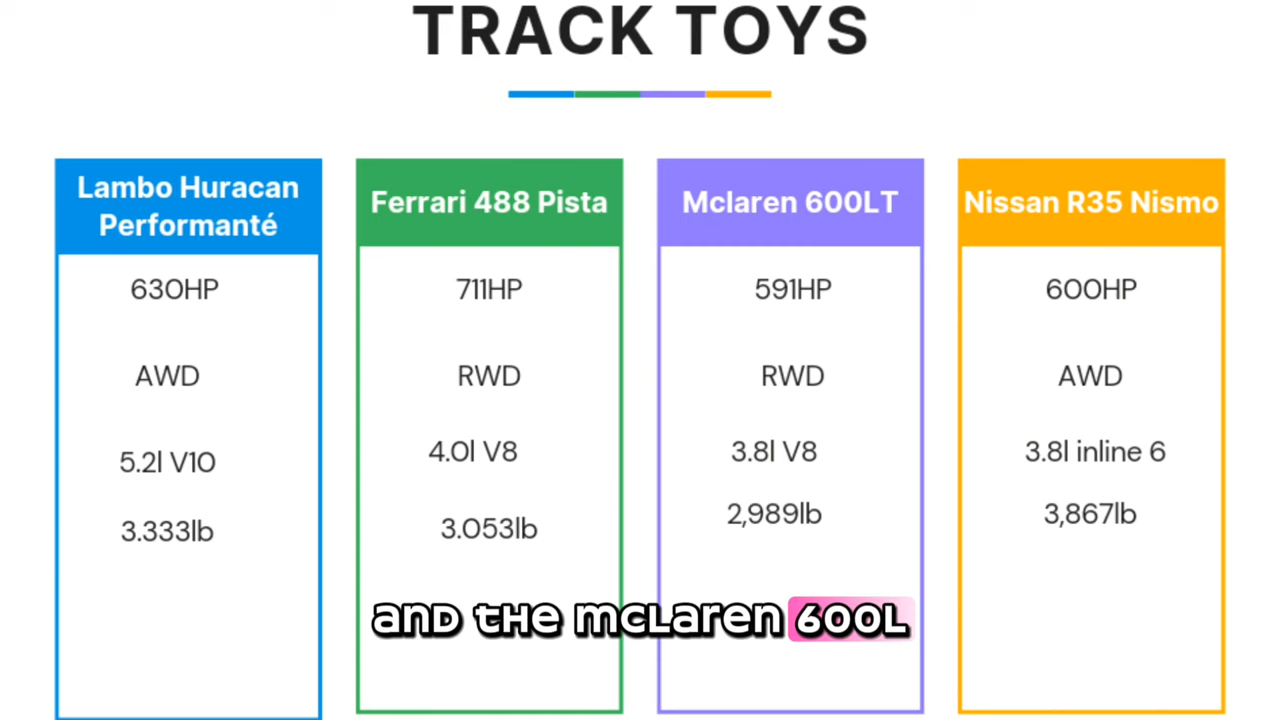 TRACK TOYS
Lambo Huracan
Performanté
630HP
AWD
5.2l V10
3.333lb
Ferrari 488 Pista
711HP
RWD
4.0l V8
3.053lb
Mclaren 600LT
591HP
RWD
3.8l V8
2,989lb
Nissan R35 Nismo
600HP
AWD
3.8l inline 6
3,867lb
and the mclaren 600L